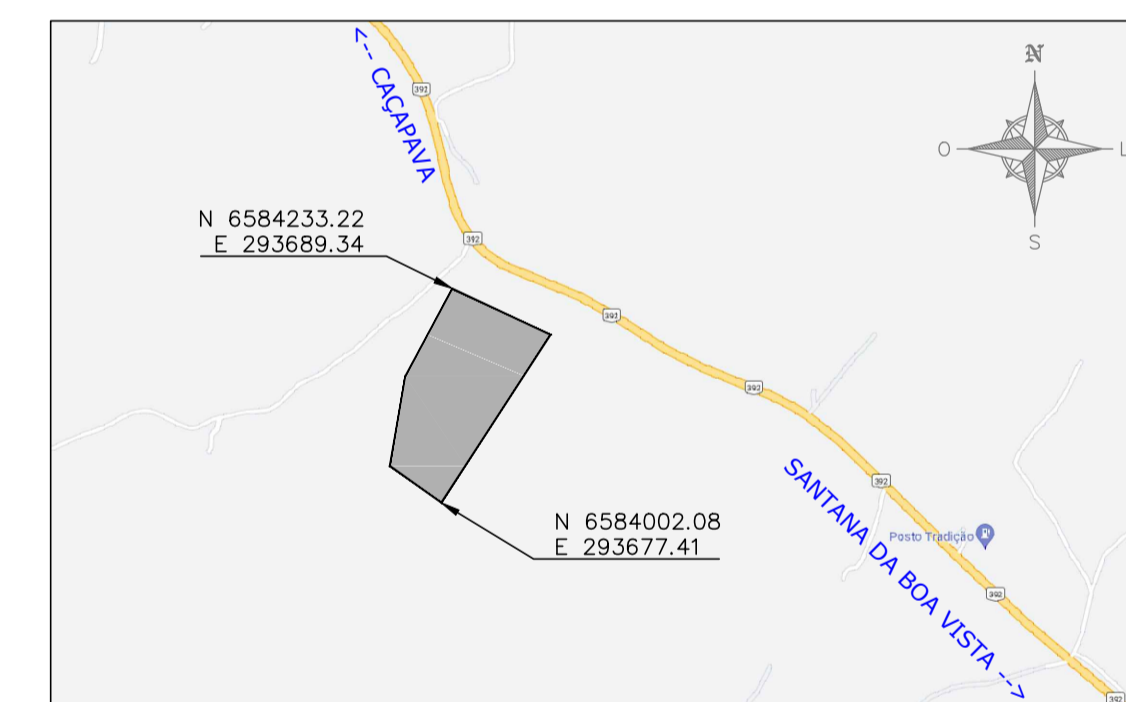 N
O
L
S
<--- CAÇAPAVA
392
392
N 6584233.22
E 293689.34
392
392
392
SANTANA DA BOA VISTA -->
Posto Tradição
N 6584002.08
E 293677.41
392
392